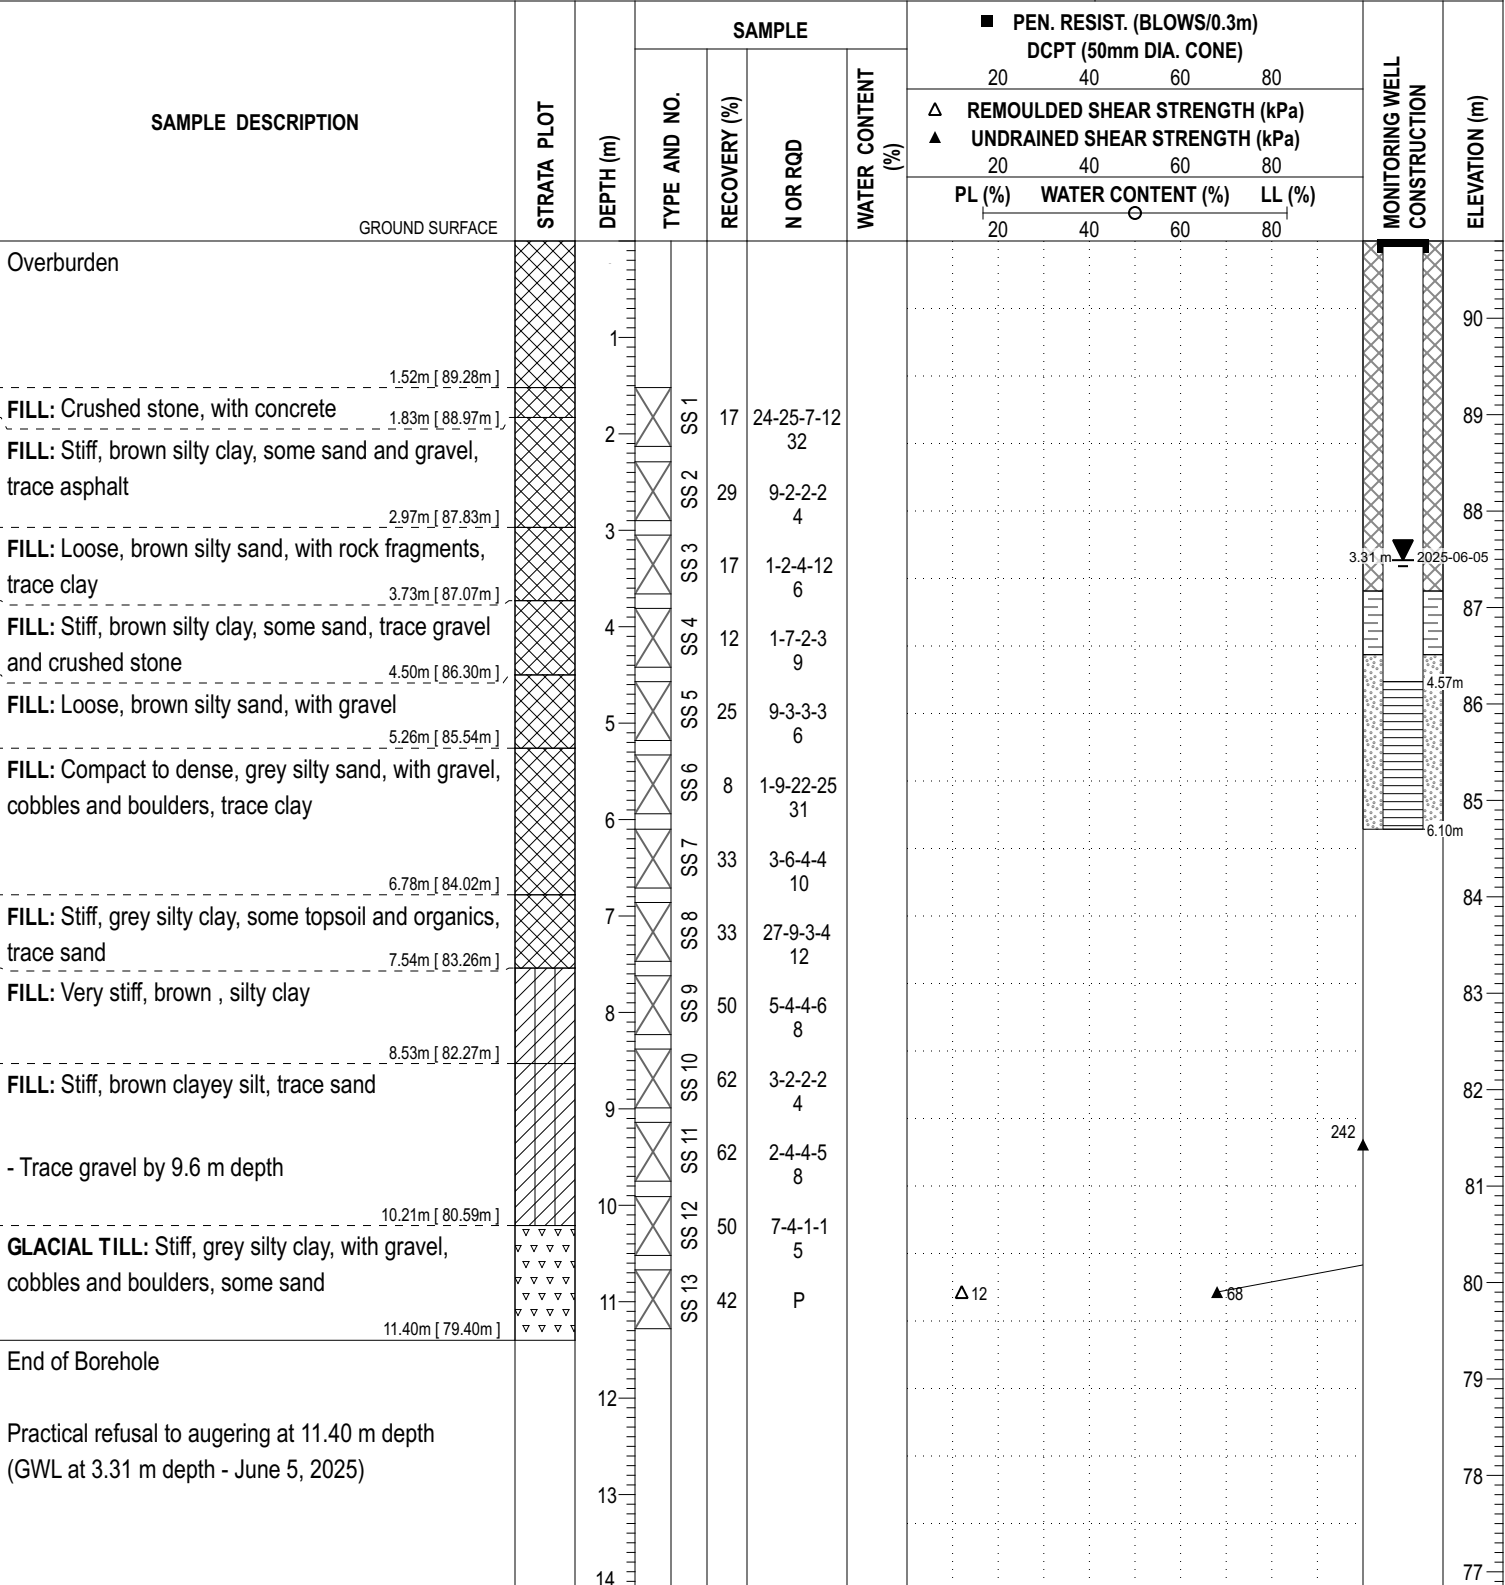 SAMPLE DESCRIPTION
GROUND SURFACE
STRATA PLOT
DEPTH (m)
SAMPLE
TYPE AND NO.
RECOVERY (%)
N OR RQD
WATER CONTENT
(%)
■ PEN. RESIST. (BLOWS/0.3m)
DCPT (50mm DIA. CONE)
20 40 60 80
△ REMOULDED SHEAR STRENGTH (kPa)
▲ UNDRAINED SHEAR STRENGTH (kPa)
20 40 60 80
PL (%) WATER CONTENT (%) LL (%)
20 40 60 80
MONITORING WELL
CONSTRUCTION
ELEVATION (m)
Overburden
1.52m [ 89.28m ]
FILL: Crushed stone, with concrete
1.83m [ 88.97m ]
FILL: Stiff, brown silty clay, some sand and gravel,
trace asphalt
2.97m [ 87.83m ]
FILL: Loose, brown silty sand, with rock fragments,
trace clay
3.73m [ 87.07m ]
FILL: Stiff, brown silty clay, some sand, trace gravel
and crushed stone
4.50m [ 86.30m ]
FILL: Loose, brown silty sand, with gravel
5.26m [ 85.54m ]
FILL: Compact to dense, grey silty sand, with gravel,
cobbles and boulders, trace clay
6.78m [ 84.02m ]
FILL: Stiff, grey silty clay, some topsoil and organics,
trace sand
7.54m [ 83.26m ]
FILL: Very stiff, brown , silty clay
8.53m [ 82.27m ]
FILL: Stiff, brown clayey silt, trace sand
- Trace gravel by 9.6 m depth
10.21m [ 80.59m ]
GLACIAL TILL: Stiff, grey silty clay, with gravel,
cobbles and boulders, some sand
11.40m [ 79.40m ]
End of Borehole
Practical refusal to augering at 11.40 m depth
(GWL at 3.31 m depth - June 5, 2025)
1
2
3
4
5
6
7
8
9
10
11
12
13
14
SS 1 17 24-25-7-12
32
SS 2 29 9-2-2-2
4
SS 3 17 1-2-4-12
6
SS 4 12 1-7-2-3
9
SS 5 25 9-3-3-3
6
SS 6 8 1-9-22-25
31
SS 7 33 3-6-4-4
10
SS 8 33 27-9-3-4
12
SS 9 50 5-4-4-6
8
SS 10 62 3-2-2-2
4
SS 11 62 2-4-4-5
8
SS 12 50 7-4-1-1
5
SS 13 42 P
242
12
68
3.31 m 2025-06-05
4.57m
6.10m
90
89
88
87
86
85
84
83
82
81
80
79
78
77